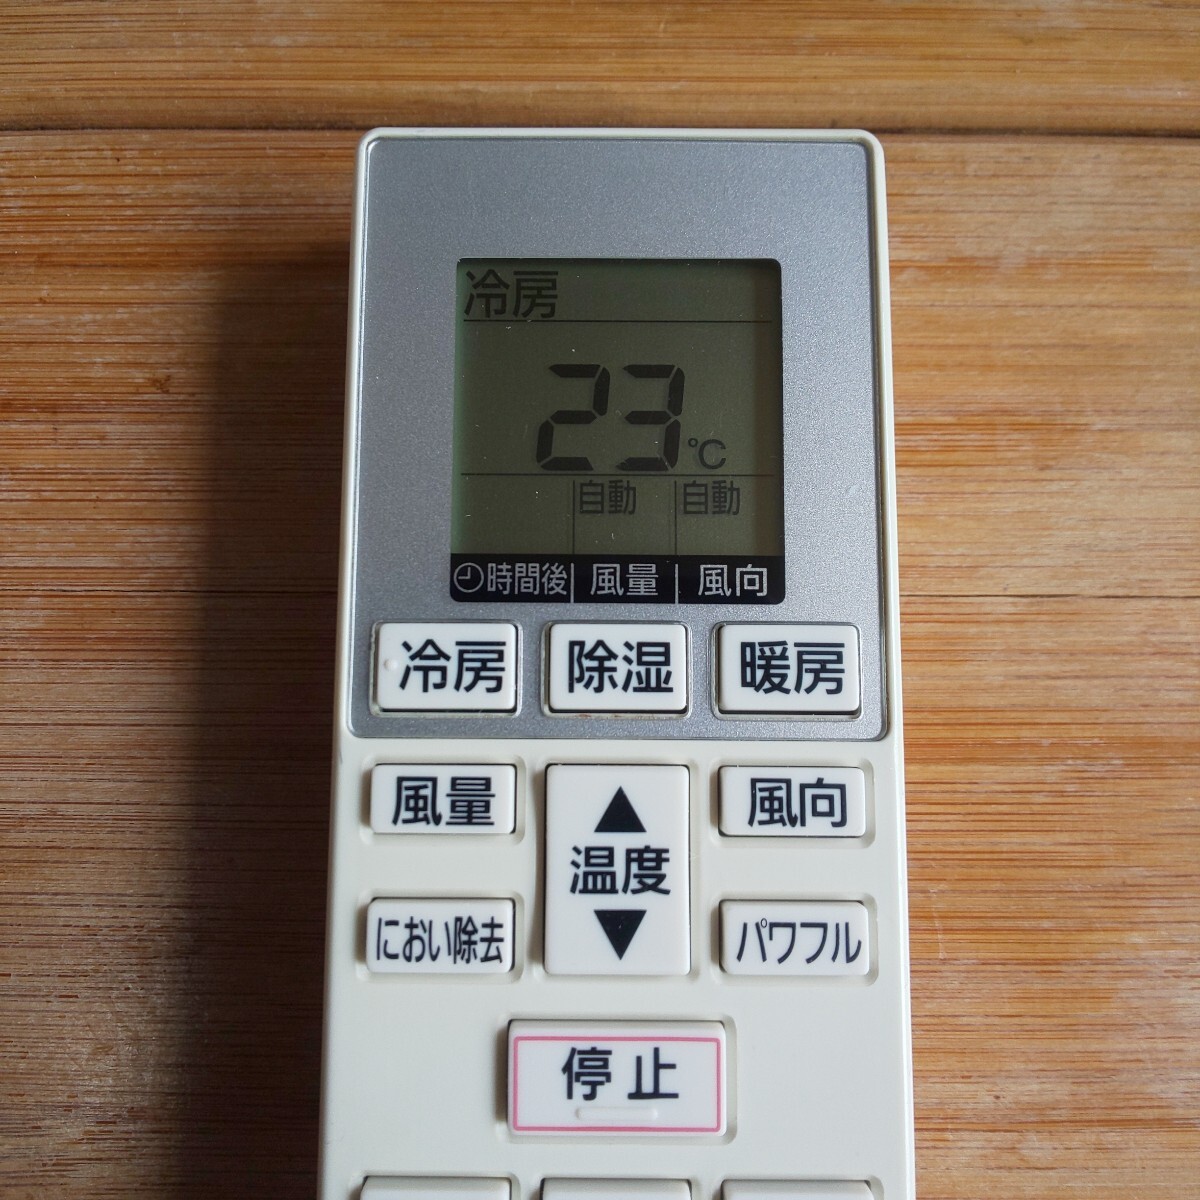 冷房
23℃
自動 自動
時間後 風量 風向
冷房 除湿 暖房
風量 温度 風向
におい除去 パワフル
停止